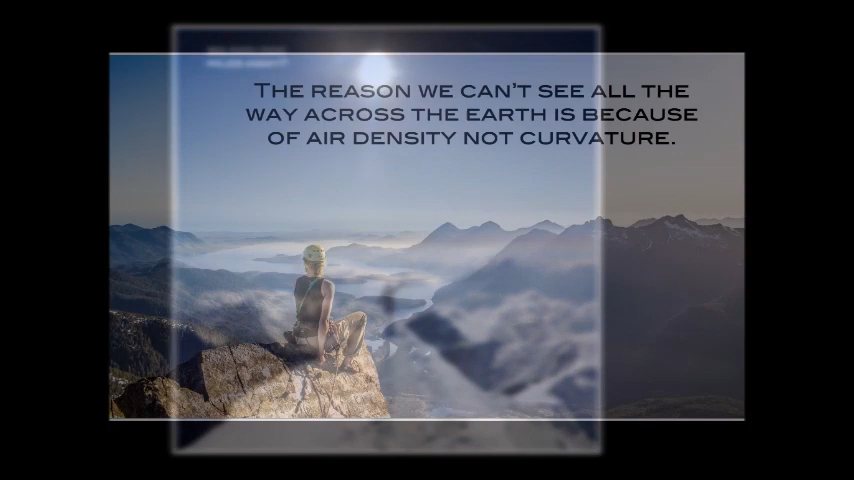 THE REASON WE CAN'T SEE ALL THE
WAY ACROSS THE EARTH IS BECAUSE
OF AIR DENSITY NOT CURVATURE.